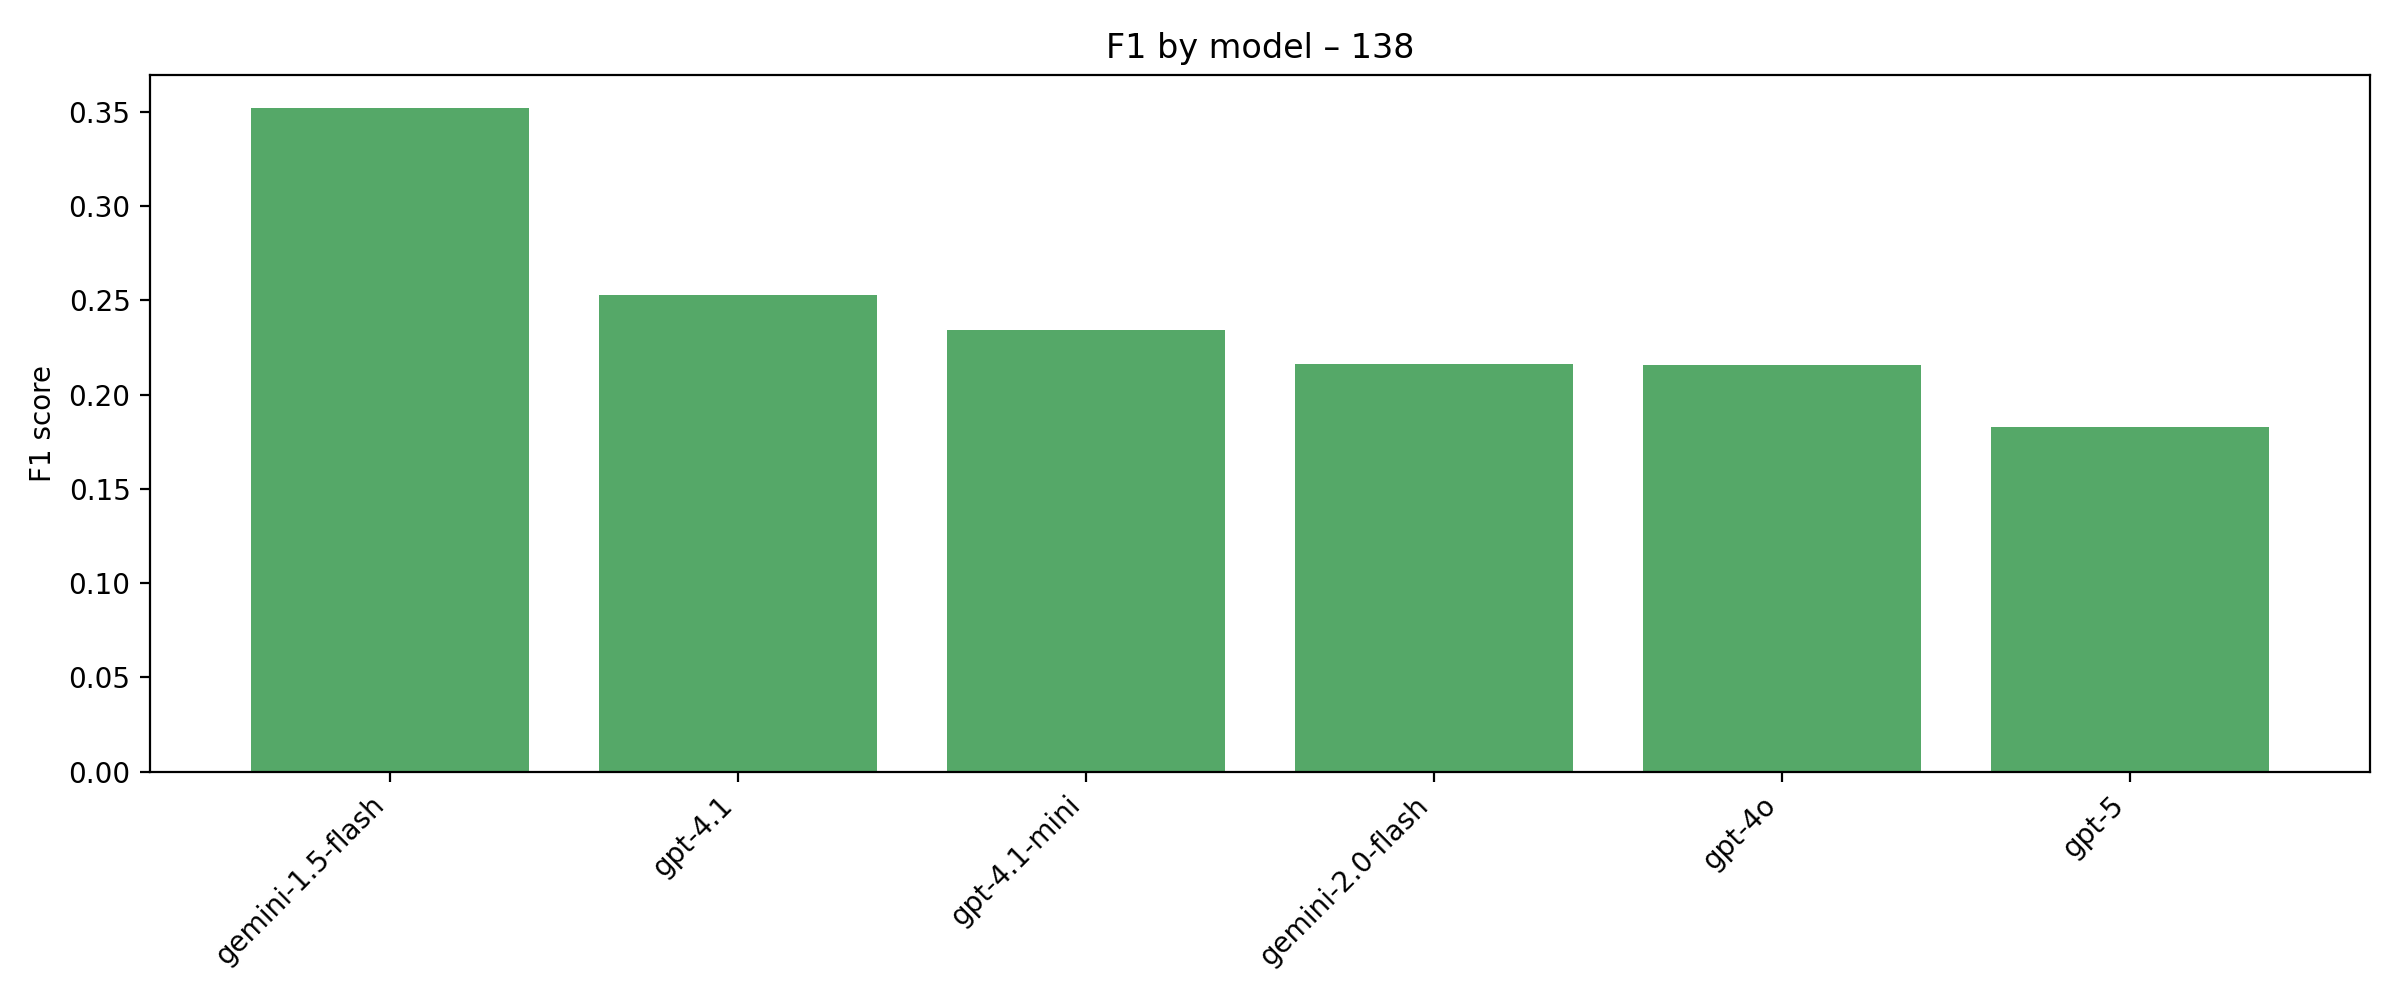 F1 by model – 138
F1 score
0.35
0.30
0.25
0.20
0.15
0.10
0.05
0.00
gemini-1.5-flash
gpt-4.1
gpt-4.1-mini
gemini-2.0-flash
gpt-4o
gpt-5